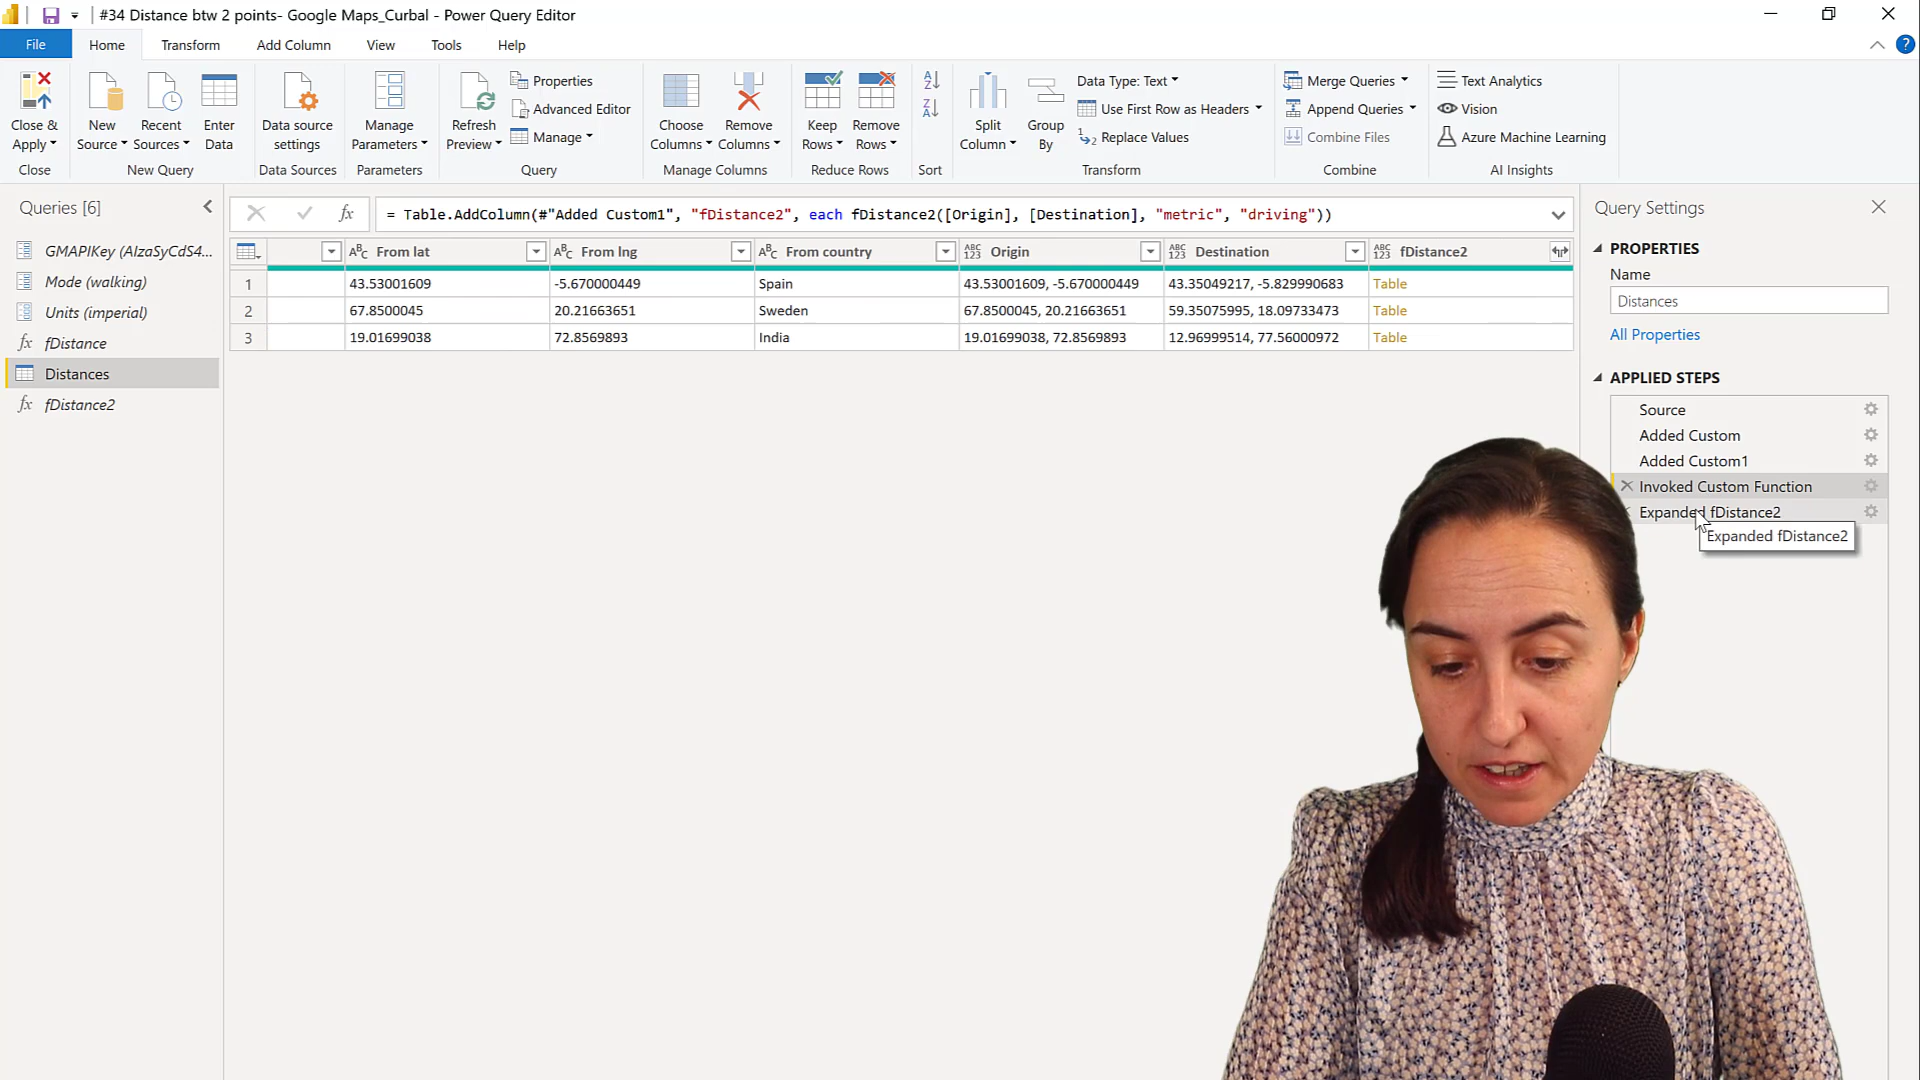 #34 Distance btw 2 points- Google Maps_Curbal - Power Query Editor
File Home Transform Add Column View Tools Help
Close & Apply
New Source
Recent Sources
Enter Data
Data source settings
Manage Parameters
Refresh Preview
Properties
Advanced Editor
Manage
Choose Columns
Remove Columns
Keep Rows
Remove Rows
Split Column
Group By
Data Type: Text
Use First Row as Headers
Replace Values
Merge Queries
Append Queries
Combine Files
Text Analytics
Vision
Azure Machine Learning
Close New Query Data Sources Parameters Query Manage Columns Reduce Rows Sort Transform Combine AI Insights
Queries [6]
GMAPIKey (AIzaSyCdS4...
Mode (walking)
Units (imperial)
fx fDistance
Distances
fx fDistance2
fx = Table.AddColumn(#"Added Custom1", "fDistance2", each fDistance2([Origin], [Destination], "metric", "driving"))
ABC From lat ABC From lng ABC From country ABC123 Origin ABC123 Destination ABC123 fDistance2
1 43.53001609 -5.670000449 Spain 43.53001609, -5.670000449 43.35049217, -5.829990683 Table
2 67.8500045 20.21663651 Sweden 67.8500045, 20.21663651 59.35075995, 18.09733473 Table
3 19.01699038 72.8569893 India 19.01699038, 72.8569893 12.96999514, 77.56000972 Table
Query Settings
PROPERTIES
Name
Distances
All Properties
APPLIED STEPS
Source
Added Custom
Added Custom1
Invoked Custom Function
Expanded fDistance2
Expanded fDistance2